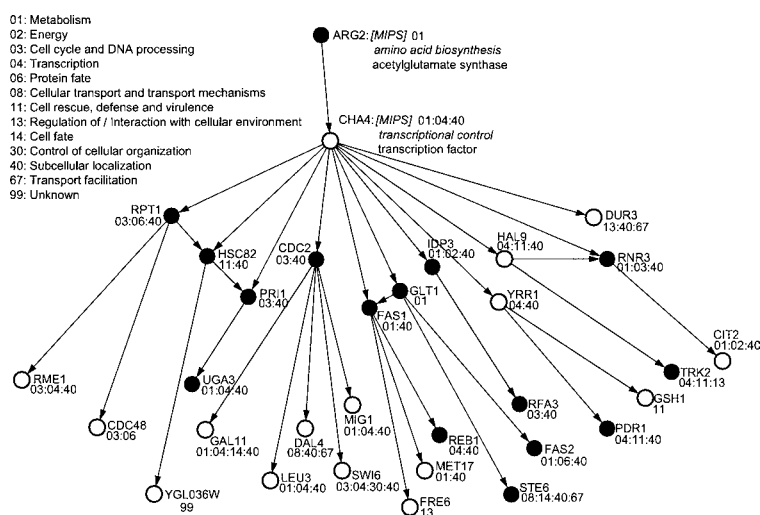 01: Metabolism
02: Energy
03: Cell cycle and DNA processing
04: Transcription
06: Protein fate
08: Cellular transport and transport mechanisms
11: Cell rescue, defense and virulence
13: Regulation of / Interaction with cellular environment
14: Cell fate
30: Control of cellular organization
40: Subcellular localization
67: Transport facilitation
99: Unknown
ARG2: [MIPS] 01
amino acid biosynthesis
acetylglutamate synthase
CHA4: [MIPS] 01:04:40
transcriptional control
transcription factor
RPT1
03:06:40
HSC82
11:40
PRI1
03:40
CDC2
03:40
IDP3
01:02:40
GLT1
01
FAS1
01:40
HAL9
04:11:40
YRR1
04:40
DUR3
13:40:67
RNR3
01:03:40
CIT2
01:02:40
TRK2
04:11:13
GSH1
11
PDR1
04:11:40
RME1
03:04:40
CDC48
03:06
UGA3
01:04:40
GAL11
01:04:14:40
YGL036W
99
LEU3
01:04:40
DAL4
08:40:67
MIG1
01:04:40
SWI6
03:04:30:40
REB1
04:40
MET17
01:40
FRE6
13
RFA3
03:40
FAS2
01:06:40
STE6
08:14:40:67